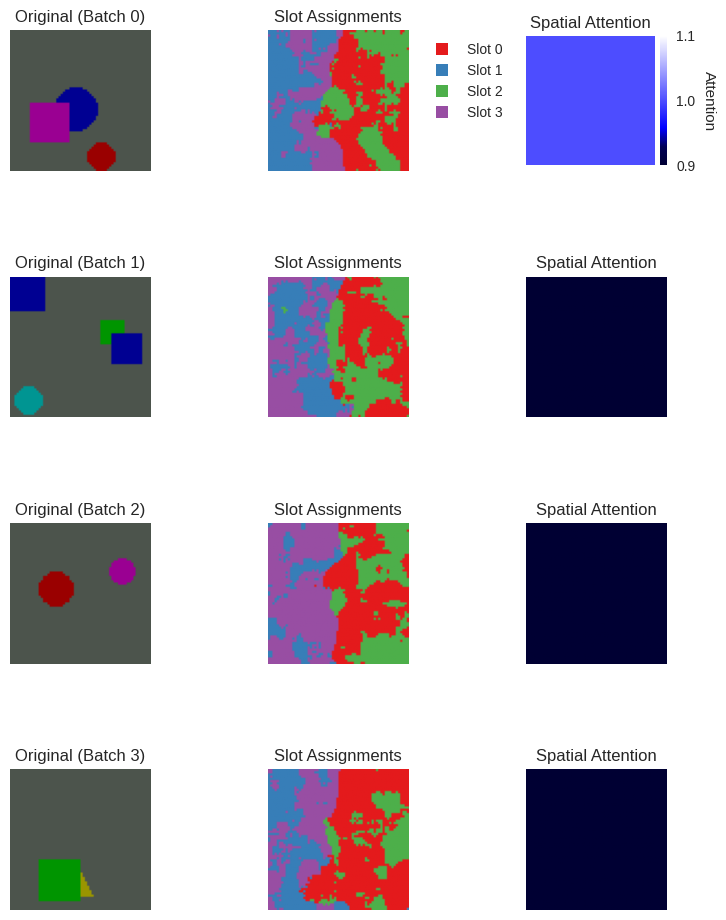 Original (Batch 0)
Slot Assignments
Spatial Attention
Slot 0
Slot 1
Slot 2
Slot 3
1.1
1.0
0.9
Attention
Original (Batch 1)
Slot Assignments
Spatial Attention
Original (Batch 2)
Slot Assignments
Spatial Attention
Original (Batch 3)
Slot Assignments
Spatial Attention